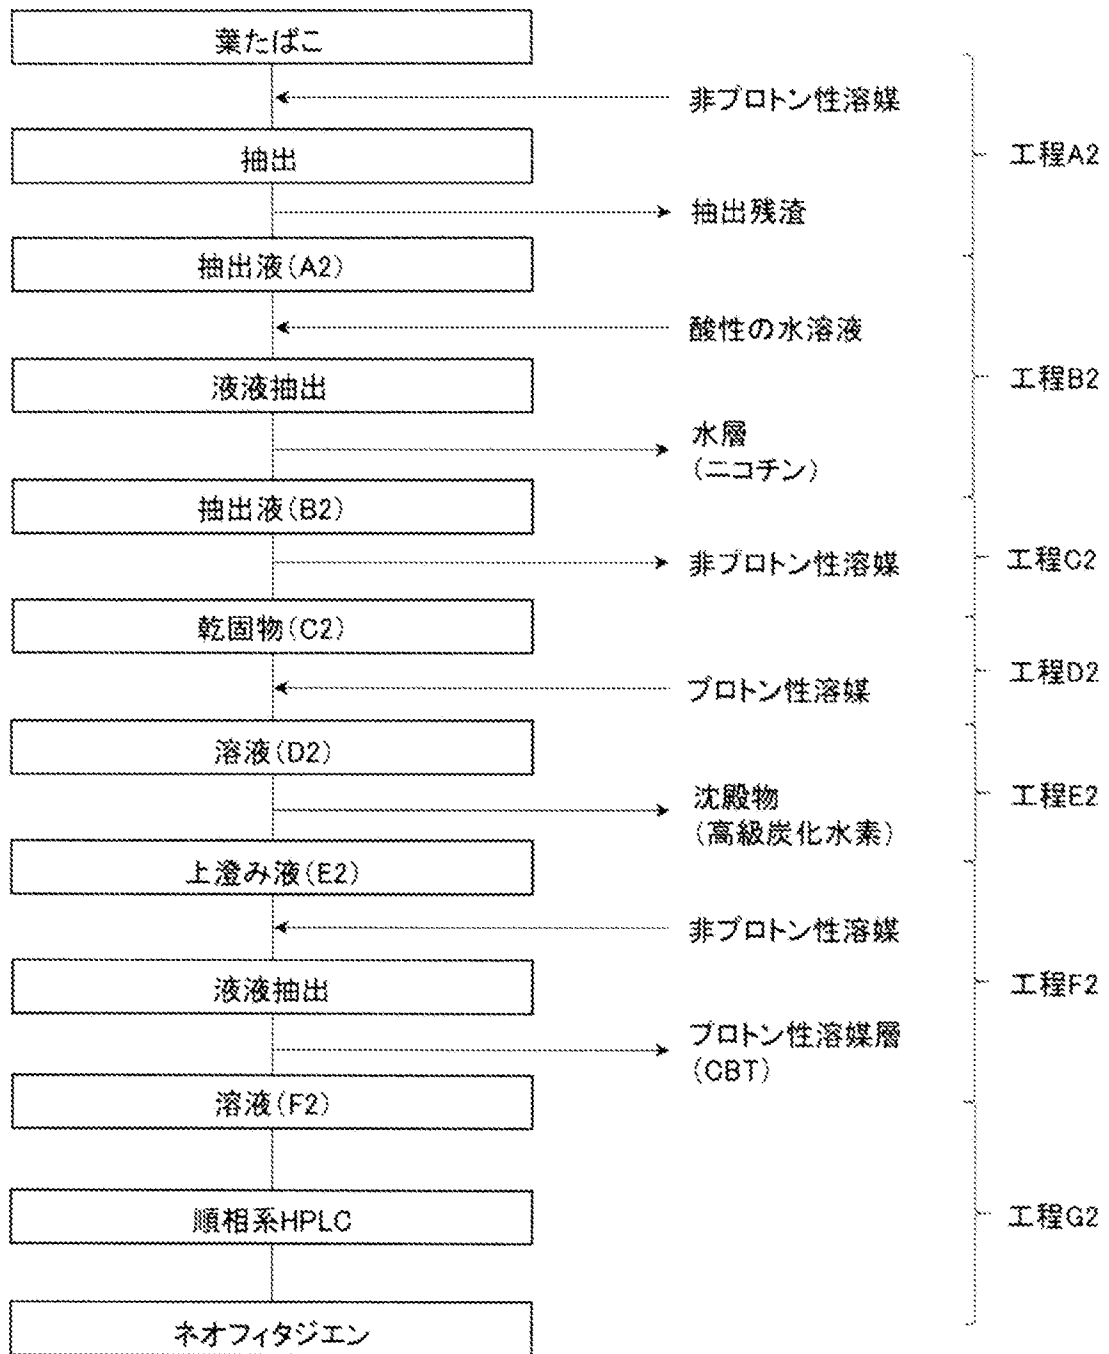 葉たばこ
非プロトン性溶媒
抽出
工程A2
抽出残渣
抽出液(A2)
酸性の水溶液
液液抽出
工程B2
水層
(ニコチン)
抽出液(B2)
非プロトン性溶媒
工程C2
乾固物(C2)
プロトン性溶媒
工程D2
溶液(D2)
沈殿物
(高級炭化水素)
工程E2
上澄み液(E2)
非プロトン性溶媒
液液抽出
工程F2
プロトン性溶媒層
(CBT)
溶液(F2)
順相系HPLC
工程G2
ネオフィタジエン